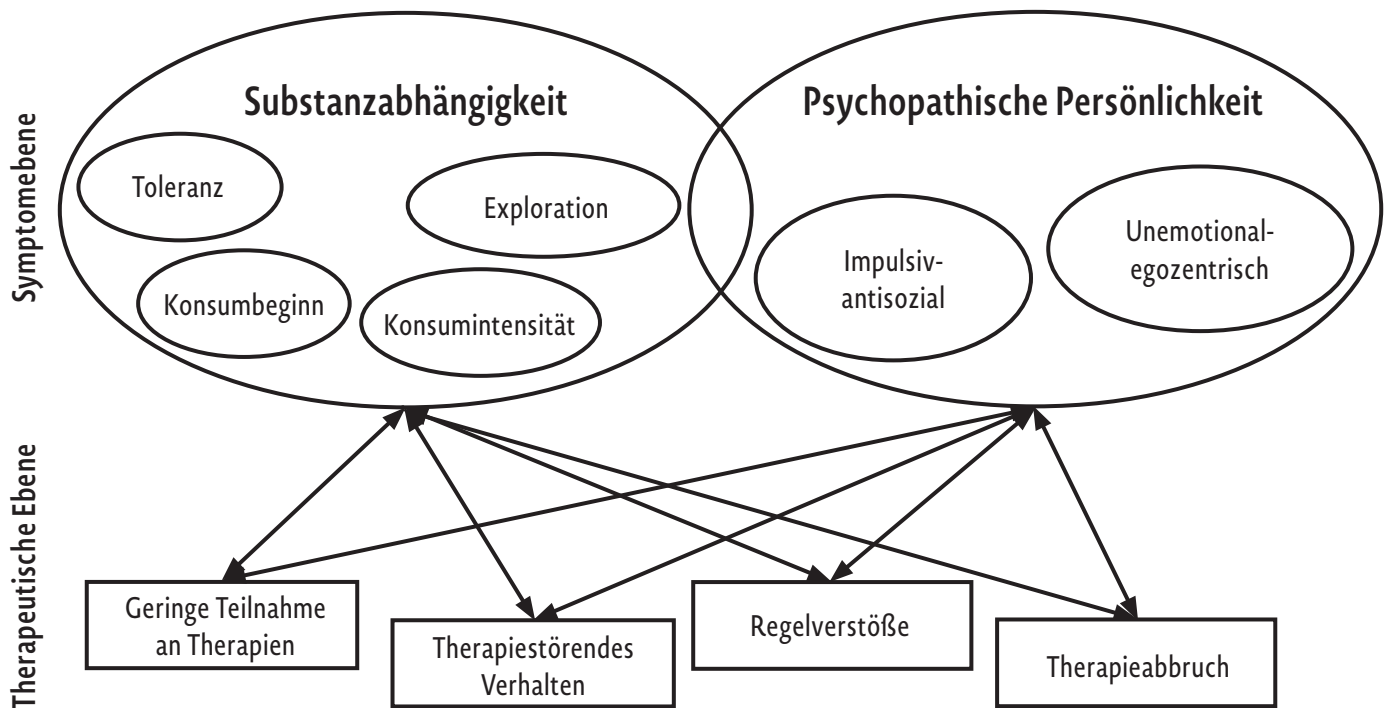 Symptomebene
Substanzabhängigkeit
Psychopathische Persönlichkeit
Toleranz
Exploration
Konsumbeginn
Konsumintensität
Impulsiv-
antisozial
Unemotional-
egozentrisch
Therapeutische Ebene
Geringe Teilnahme
an Therapien
Therapiestörendes
Verhalten
Regelverstöße
Therapieabbruch